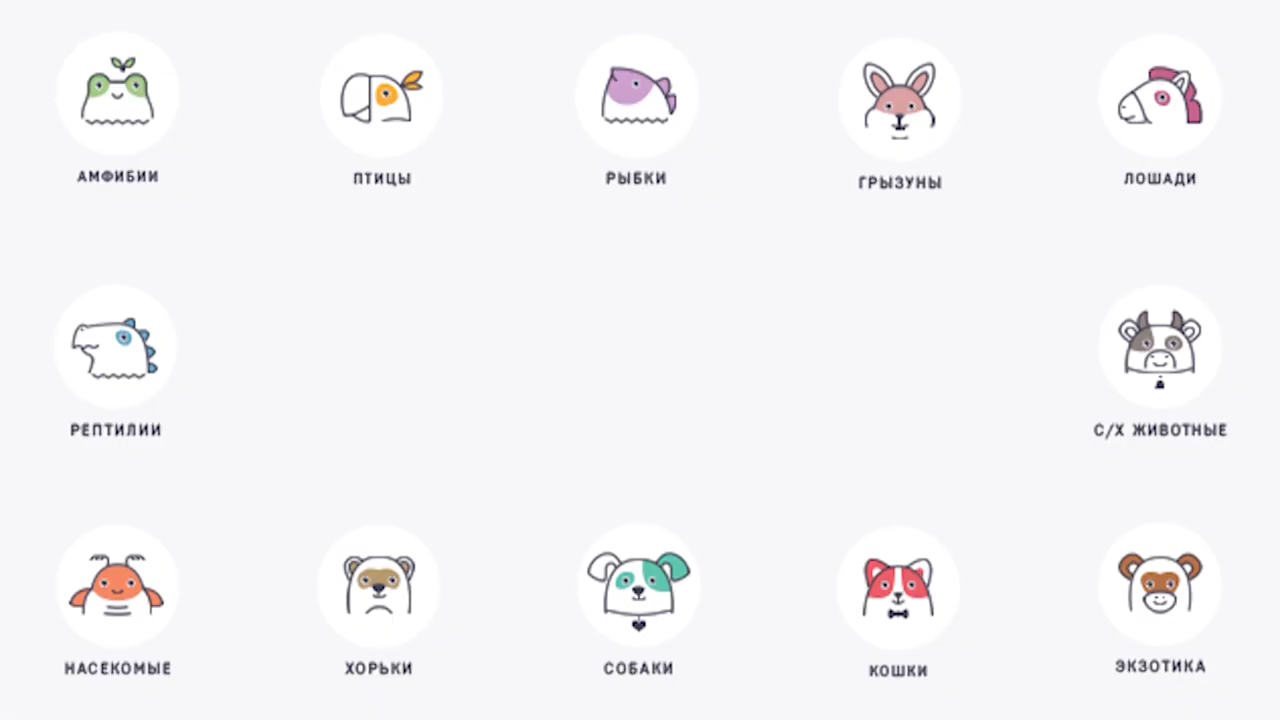 АМФИБИИ
ПТИЦЫ
РЫБКИ
ГРЫЗУНЫ
ЛОШАДИ
РЕПТИЛИИ
С/Х ЖИВОТНЫЕ
НАСЕКОМЫЕ
ХОРЬКИ
СОБАКИ
КОШКИ
ЭКЗОТИКА